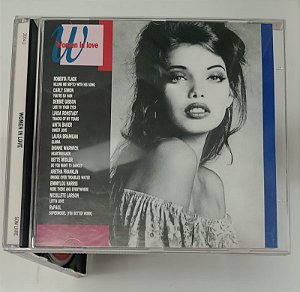 Women in love
ROBERTA FLACK
KILLING ME SOFTLY WITH HIS SONG
CARLY SIMON
YOU'RE SO VAIN
DEBBIE GIBSON
LOST IN YOUR EYES
LINDA RONSTADT
TRACKS OF MY TEARS
ANITA BAKER
SWEET LOVE
LAURA BRANIGAN
GLORIA
DIONNE WARWICK
HEARTBREAKER
BETTE MIDLER
DO YOU WANT TO DANCE?
ARETHA FRANKLIN
BRIDGE OVER TROUBLED WATER
EMMYLOU HARRIS
HERE THERE AND EVERYWHERE
NICOLETTE LARSON
LOTTA LOVE
RuPAUL
SUPERMODEL (YOU BETTER WORK)
WOMEN IN LOVE